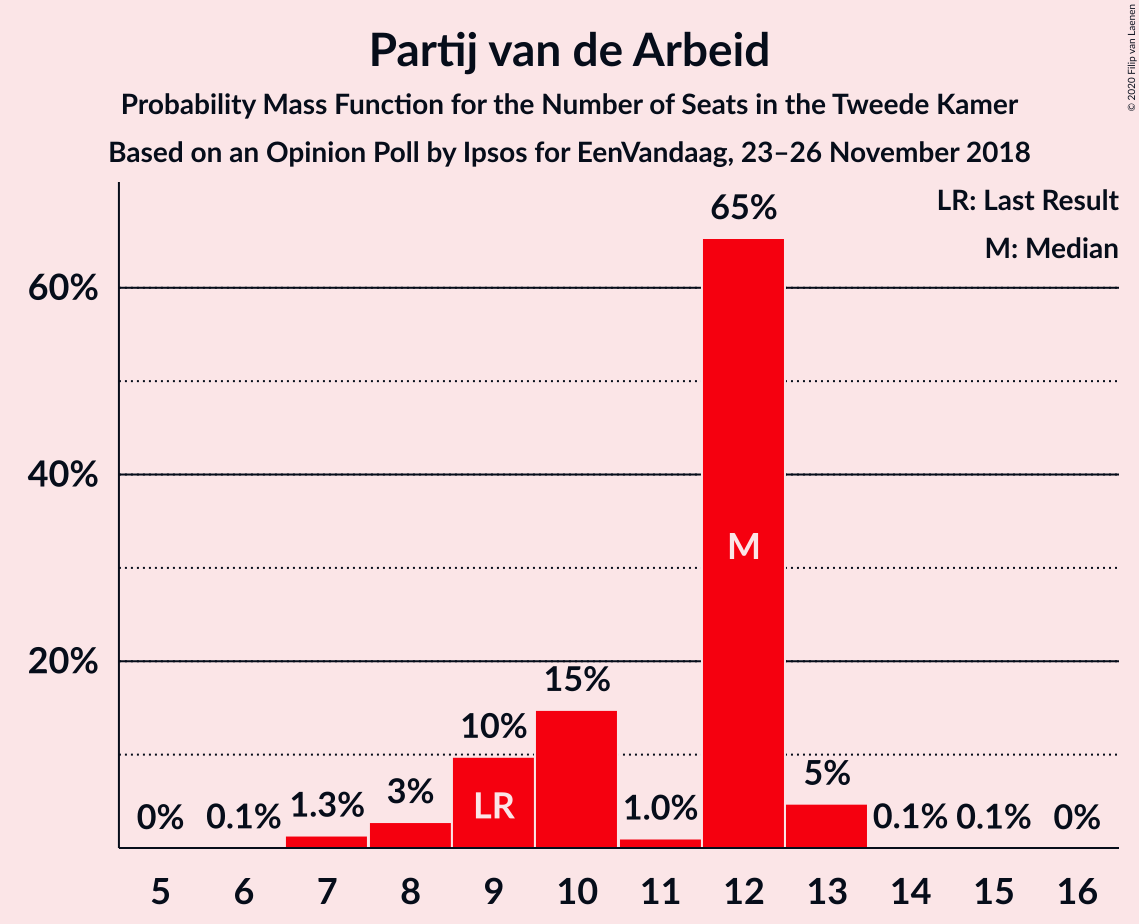 Partij van de Arbeid
Probability Mass Function for the Number of Seats in the Tweede Kamer
Based on an Opinion Poll by Ipsos for EenVandaag, 23–26 November 2018
© 2020 Filip van Laenen
LR: Last Result
M: Median
65%
60%
40%
M
20%
15%
10%
5%
3%
1.3%
LR
1.0%
0%
0.1%
0.1%
0.1%
0%
5 6 7 8 9 10 11 12 13 14 15 16